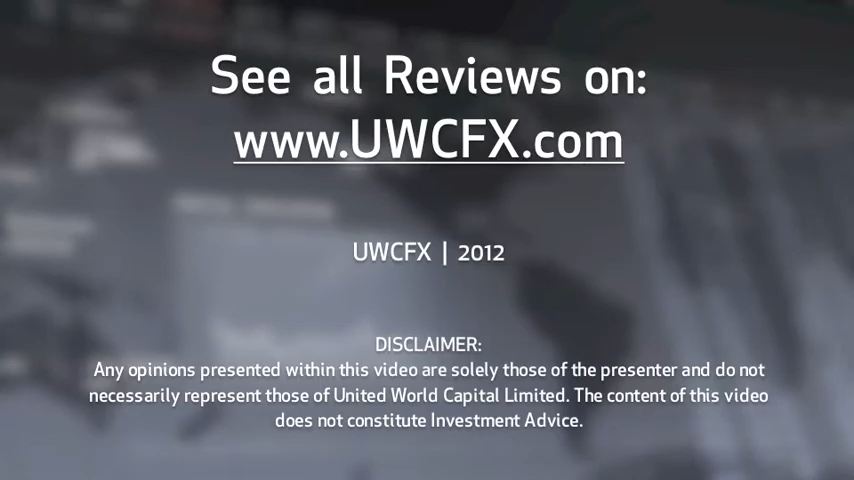 See all Reviews on:
www.UWCFX.com
UWCFX | 2012
DISCLAIMER:
Any opinions presented within this video are solely those of the presenter and do not
necessarily represent those of United World Capital Limited. The content of this video
does not constitute Investment Advice.